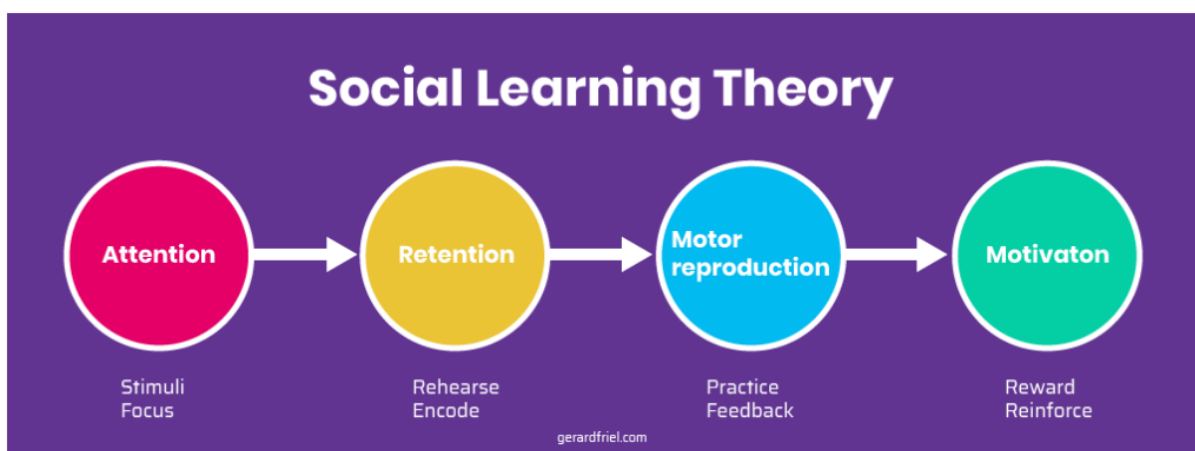 Social Learning Theory
Attention
Retention
Motor
reproduction
Motivaton
Stimuli
Focus
Rehearse
Encode
Practice
Feedback
Reward
Reinforce
gerardfriel.com